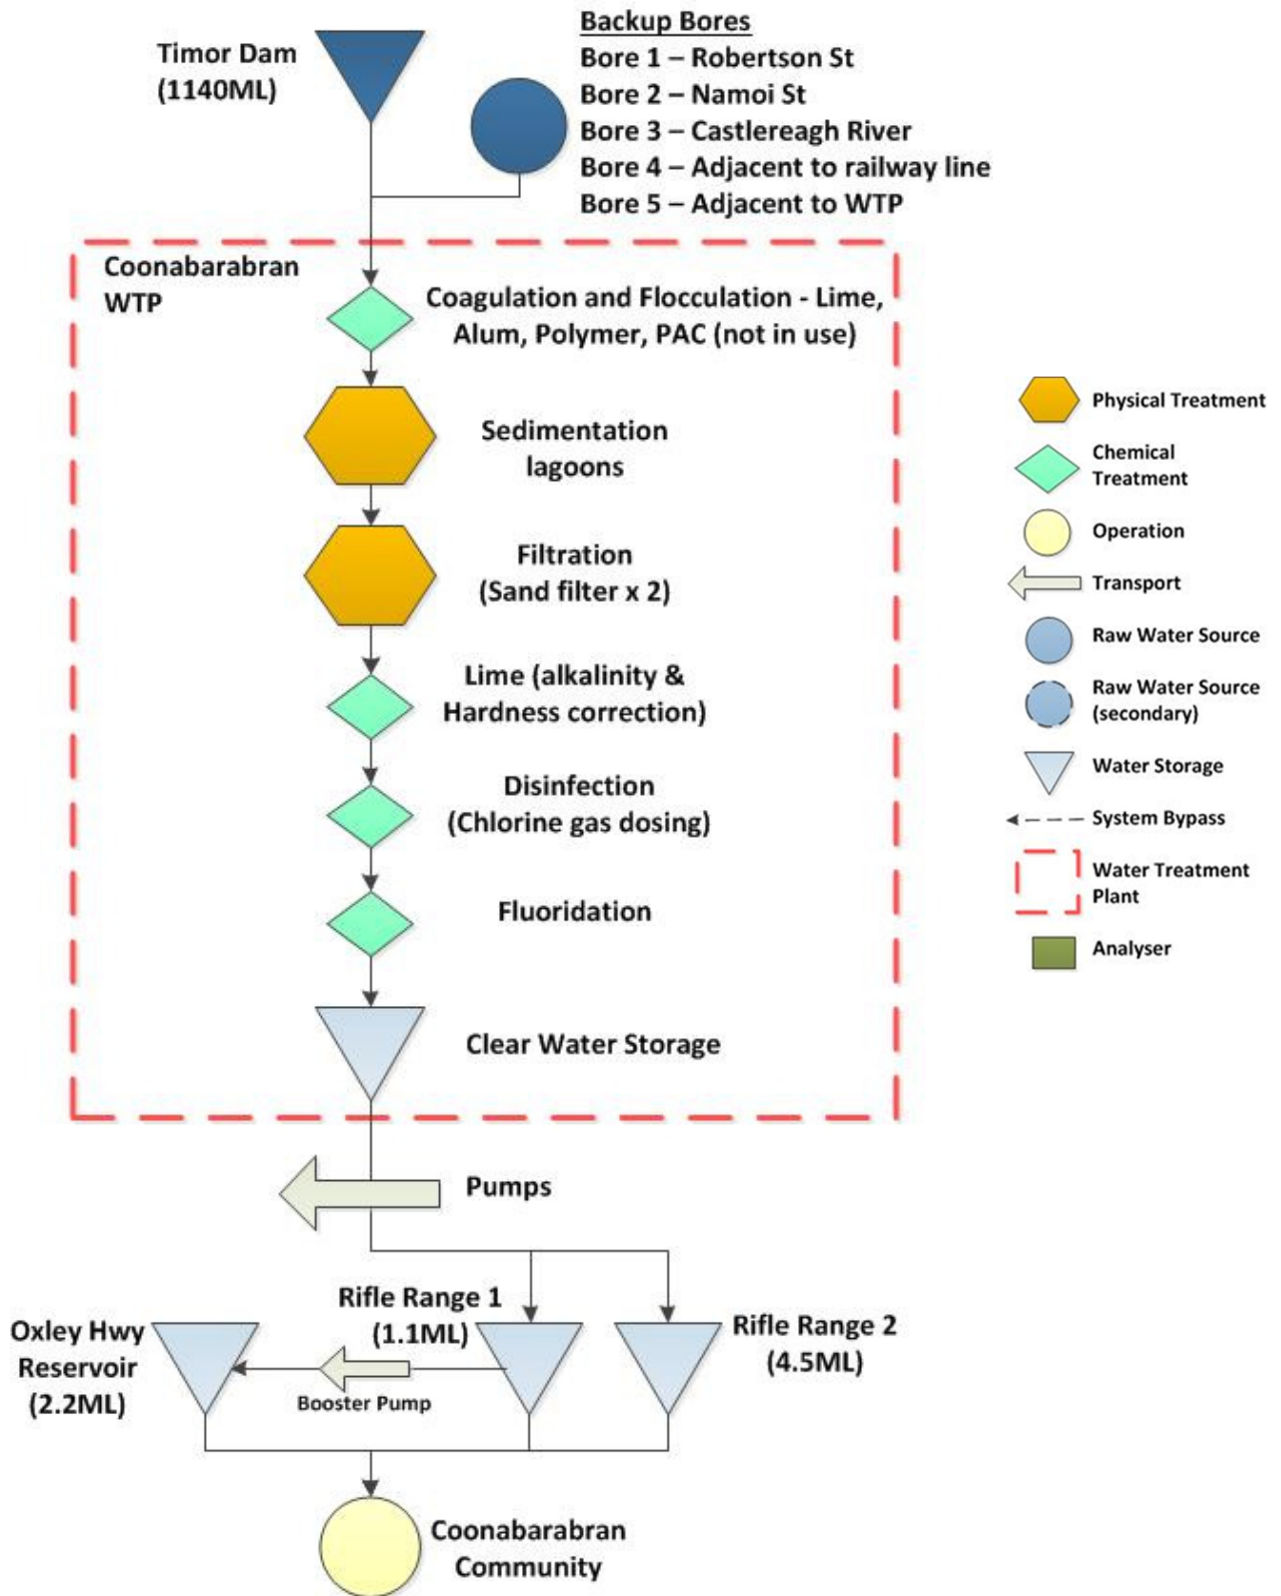 Timor Dam
(1140ML)
Backup Bores
Bore 1 – Robertson St
Bore 2 – Namoi St
Bore 3 – Castlereagh River
Bore 4 – Adjacent to railway line
Bore 5 – Adjacent to WTP
Coonabarabran
WTP
Coagulation and Flocculation - Lime,
Alum, Polymer, PAC (not in use)
Sedimentation
lagoons
Filtration
(Sand filter x 2)
Lime (alkalinity &
Hardness correction)
Disinfection
(Chlorine gas dosing)
Fluoridation
Clear Water Storage
Pumps
Rifle Range 1
(1.1ML)
Oxley Hwy
Reservoir
(2.2ML)
Booster Pump
Rifle Range 2
(4.5ML)
Coonabarabran
Community
Physical Treatment
Chemical
Treatment
Operation
Transport
Raw Water Source
Raw Water Source
(secondary)
Water Storage
System Bypass
Water Treatment
Plant
Analyser